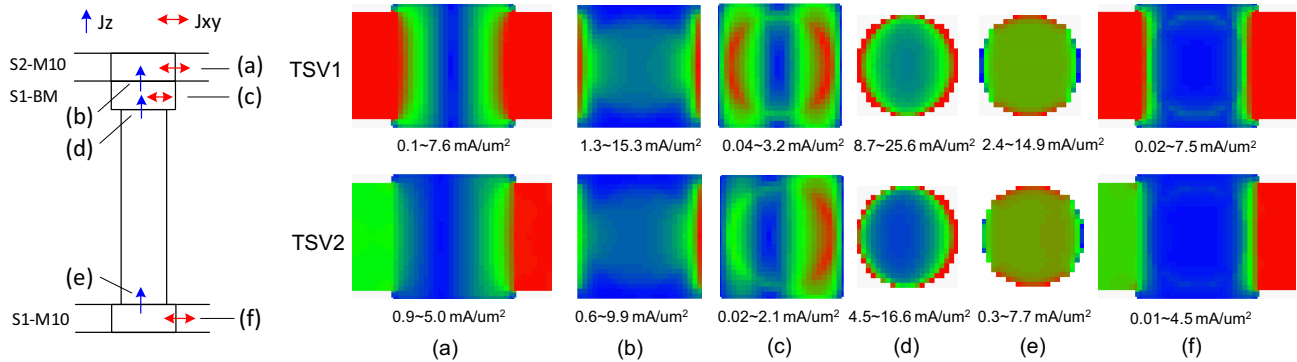 Jz Jxy
S2-M10 (a)
S1-BM (c)
(b)
(d)
(e)
S1-M10 (f)
TSV1
0.1~7.6 mA/um² 1.3~15.3 mA/um² 0.04~3.2 mA/um² 8.7~25.6 mA/um² 2.4~14.9 mA/um² 0.02~7.5 mA/um²
TSV2
0.9~5.0 mA/um² 0.6~9.9 mA/um² 0.02~2.1 mA/um² 4.5~16.6 mA/um² 0.3~7.7 mA/um² 0.01~4.5 mA/um²
(a) (b) (c) (d) (e) (f)